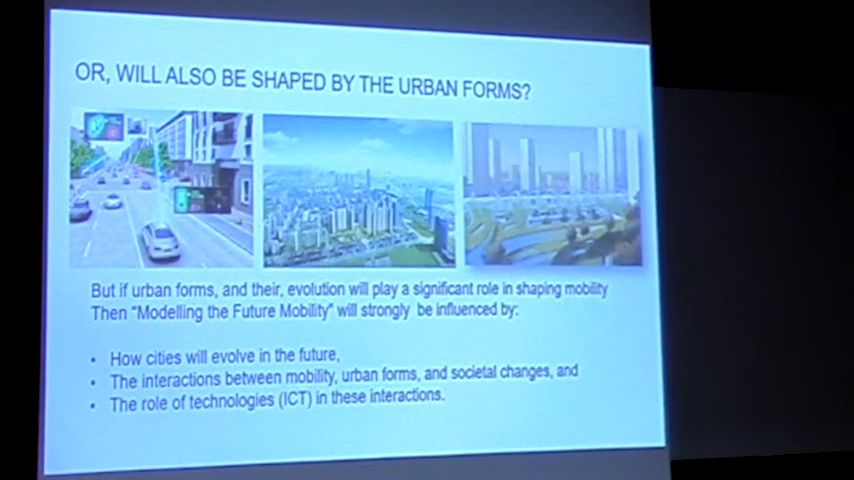 OR, WILL ALSO BE SHAPED BY THE URBAN FORMS?
But if urban forms, and their, evolution will play a significant role in shaping mobility
Then “Modelling the Future Mobility” will strongly be influenced by:
• How cities will evolve in the future,
• The interactions between mobility, urban forms, and societal changes, and
• The role of technologies (ICT) in these interactions.